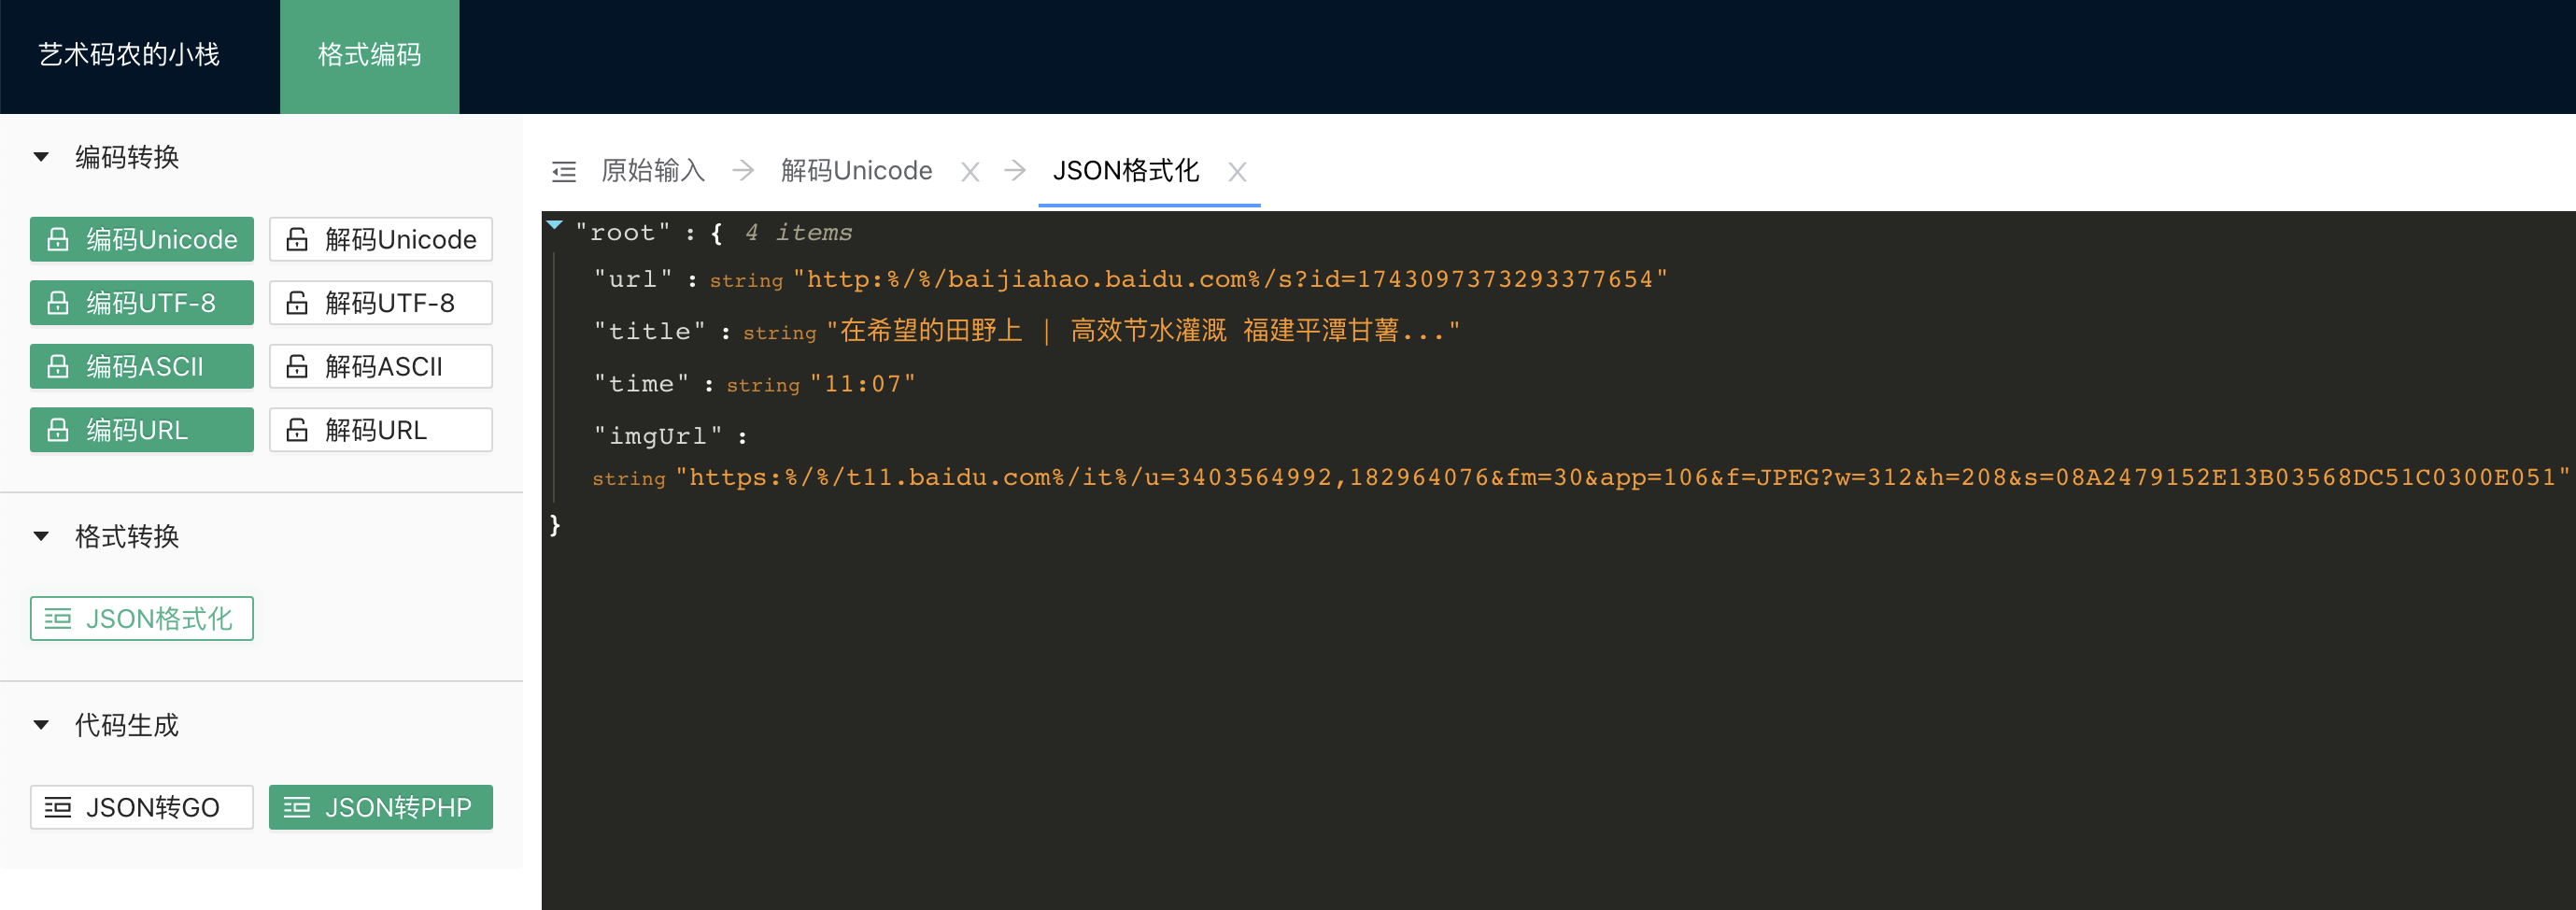 艺术码农的小栈 格式编码
编码转换
编码Unicode 解码Unicode
编码UTF-8 解码UTF-8
编码ASCII 解码ASCII
编码URL 解码URL
格式转换
JSON格式化
代码生成
JSON转GO JSON转PHP
原始输入 解码Unicode JSON格式化
"root" : { 4 items
"url" : string "http:%/%/baijiahao.baidu.com%/s?id=1743097373293377654"
"title" : string "在希望的田野上 | 高效节水灌溉 福建平潭甘薯..."
"time" : string "11:07"
"imgUrl" :
string "https:%/%/t11.baidu.com%/it%/u=3403564992,182964076&fm=30&app=106&f=JPEG?w=312&h=208&s=08A2479152E13B03568DC51C0300E051"
}